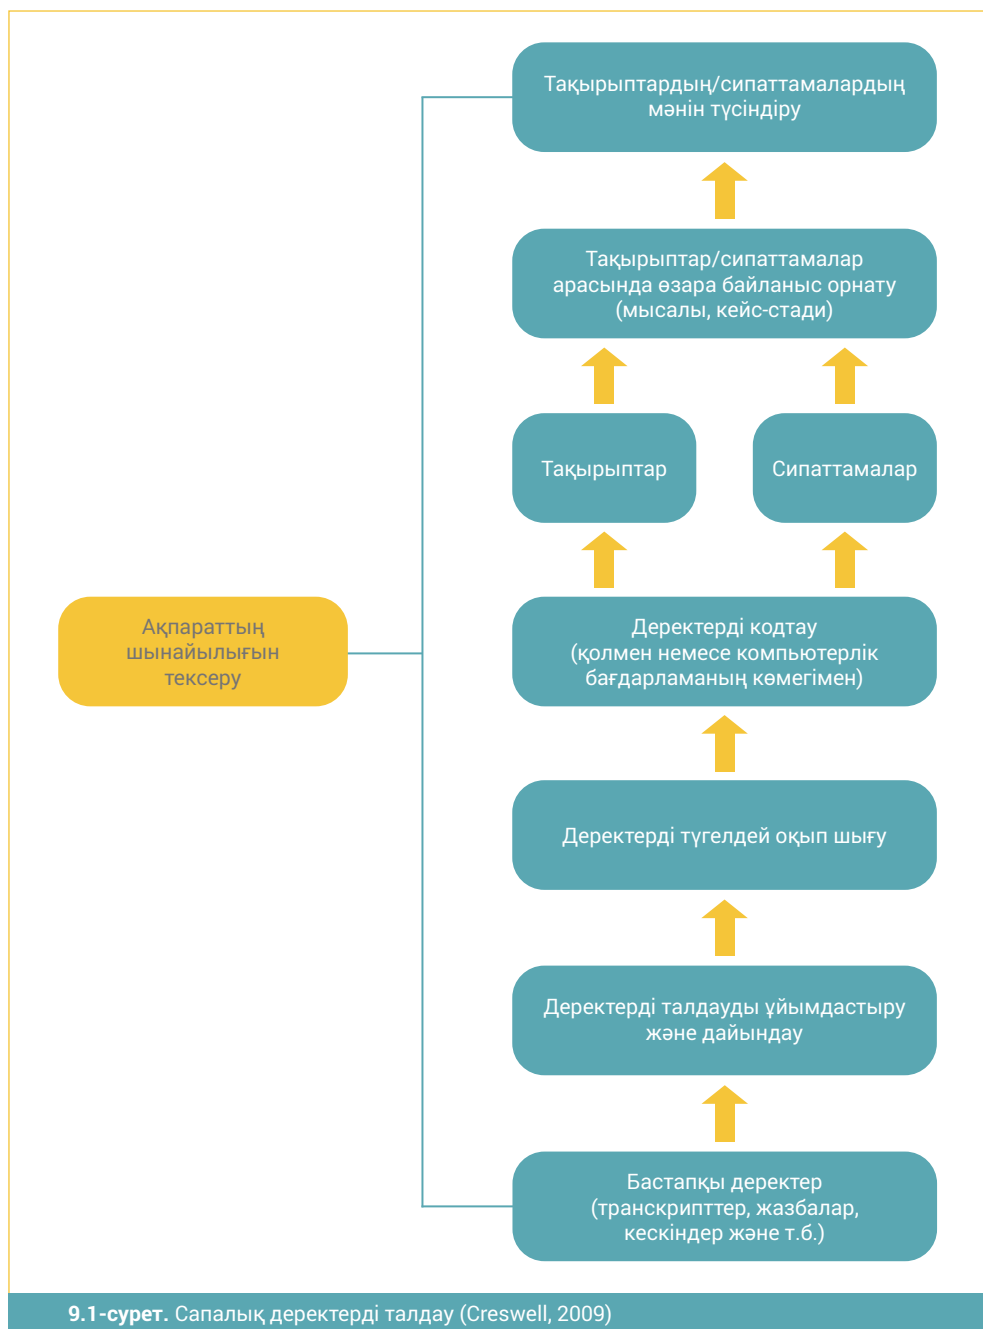 Тақырыптардың/сипаттамалардың
мәнін түсіндіру
Тақырыптар/сипаттамалар
арасында өзара байланыс орнату
(мысалы, кейс-стади)
Тақырыптар
Сипаттамалар
Ақпараттың
шынайылығын
тексеру
Деректерді кодтау
(қолмен немесе компьютерлік
бағдарламаның көмегімен)
Деректерді түгелдей оқып шығу
Деректерді талдауды ұйымдастыру
және дайындау
Бастапқы деректер
(транскрипттер, жазбалар,
кескіндер және т.б.)
9.1-сурет. Сапалық деректерді талдау (Creswell, 2009)